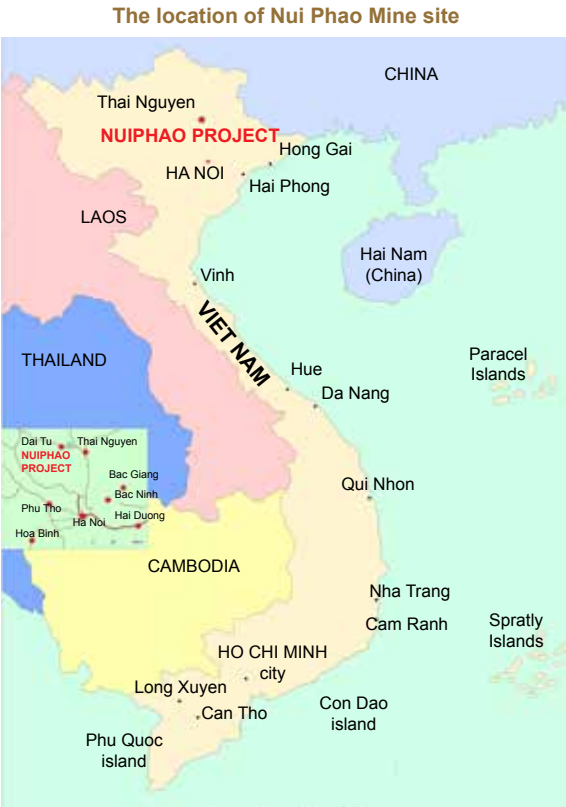 The location of Nui Phao Mine site
CHINA
Thai Nguyen
NUIPHAO PROJECT
Hong Gai
HA NOI
Hai Phong
LAOS
Hai Nam
(China)
Vinh
VIET NAM
THAILAND
Hue
Paracel
Islands
Da Nang
Dai Tu
Thai Nguyen
NUIPHAO
PROJECT
Bac Giang
Bac Ninh
Phu Tho
Ha Noi
Hai Duong
Hoa Binh
Qui Nhon
CAMBODIA
Nha Trang
Cam Ranh
Spratly
Islands
HO CHI MINH
city
Long Xuyen
Can Tho
Con Dao
island
Phu Quoc
island